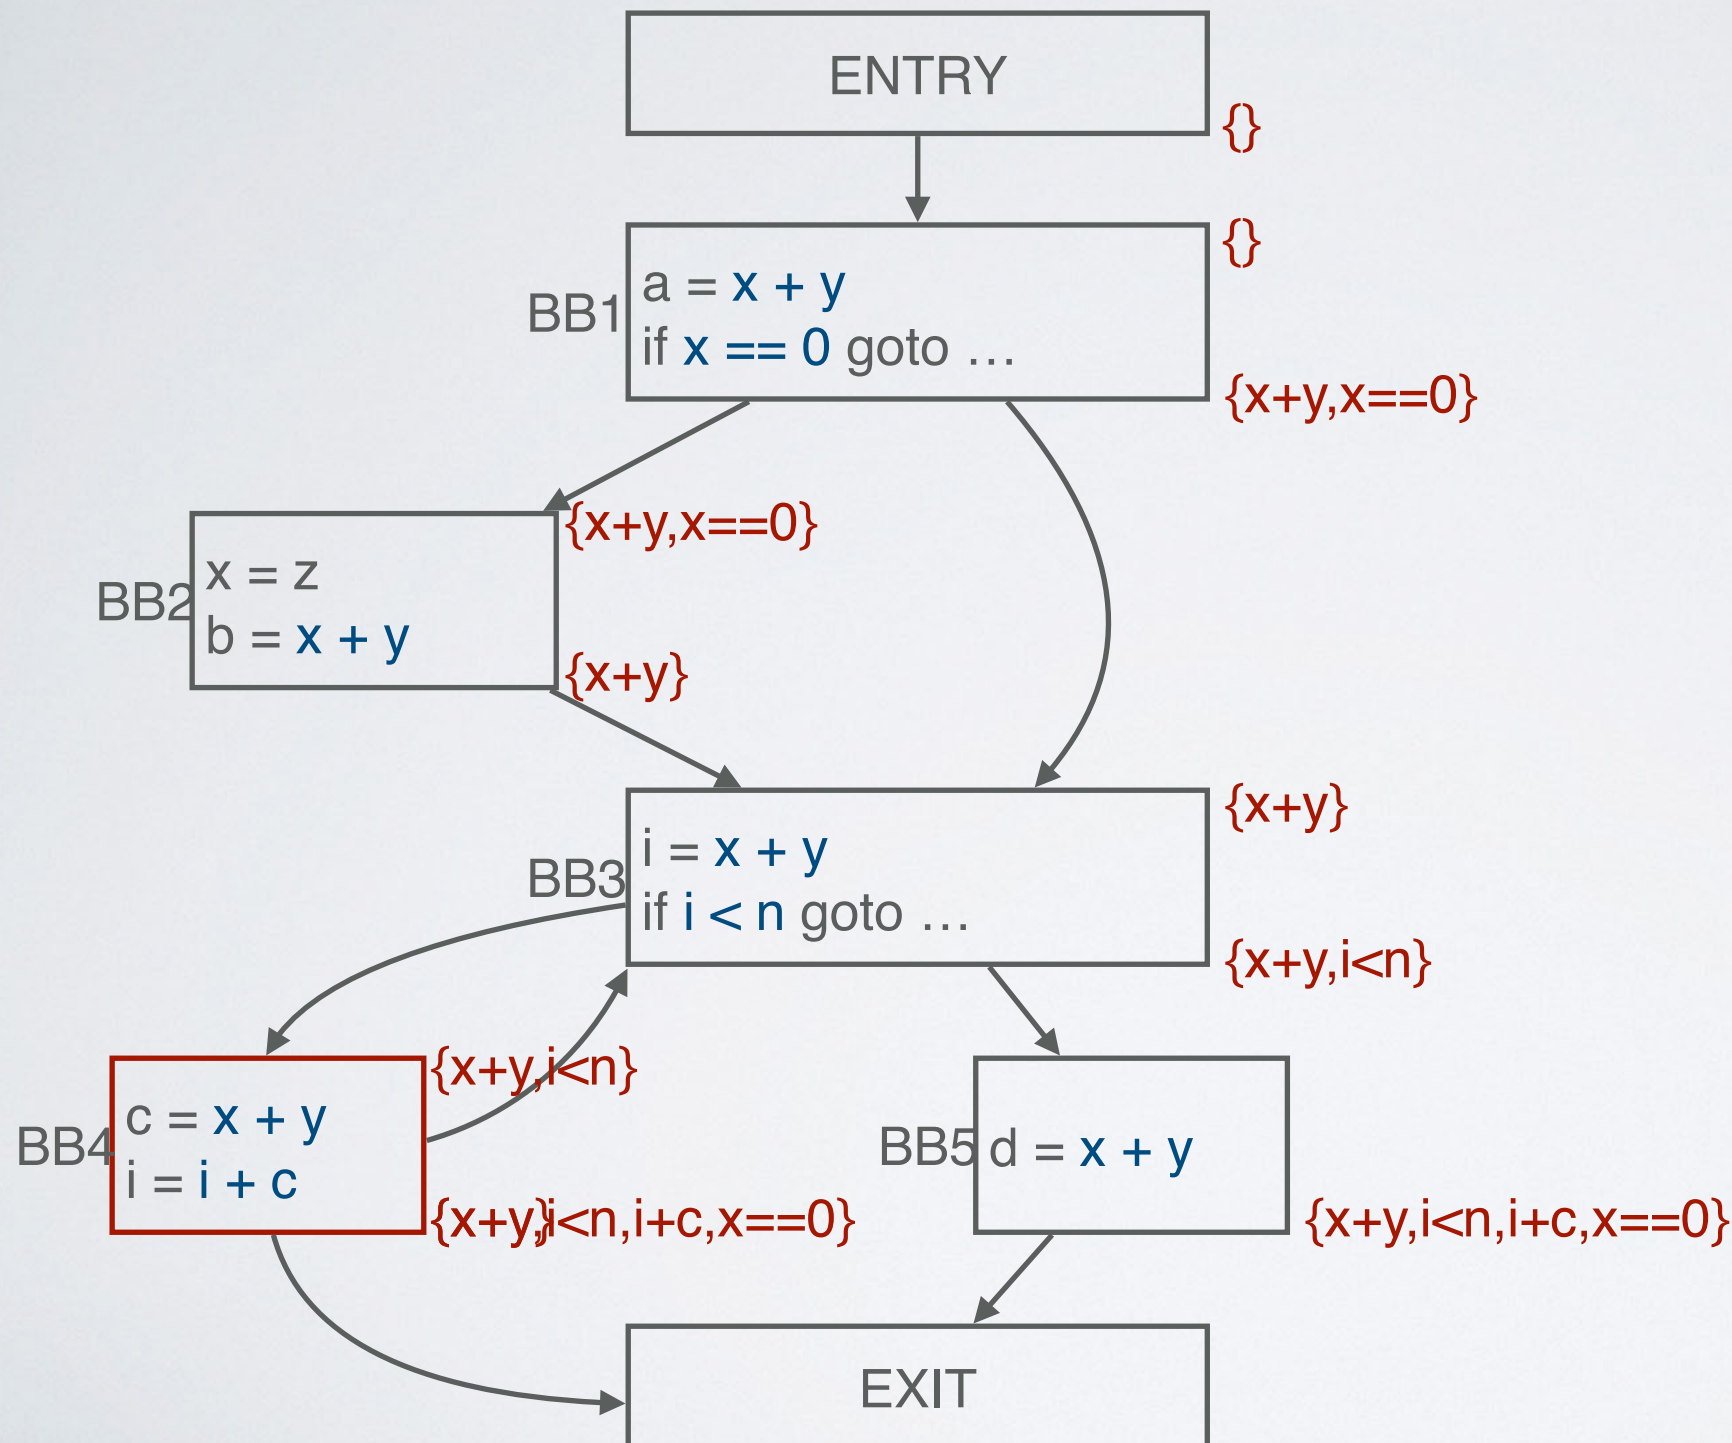 ENTRY
{}
{}
BB1
a = x + y
if x == 0 goto …
{x+y,x==0}
{x+y,x==0}
BB2
x = z
b = x + y
{x+y}
{x+y}
BB3
i = x + y
if i < n goto …
{x+y,i<n}
{x+y,i<n}
BB4
c = x + y
i = i + c
{x+y}
{x+y,i<n,i+c,x==0}
BB5
d = x + y
{x+y,i<n,i+c,x==0}
EXIT